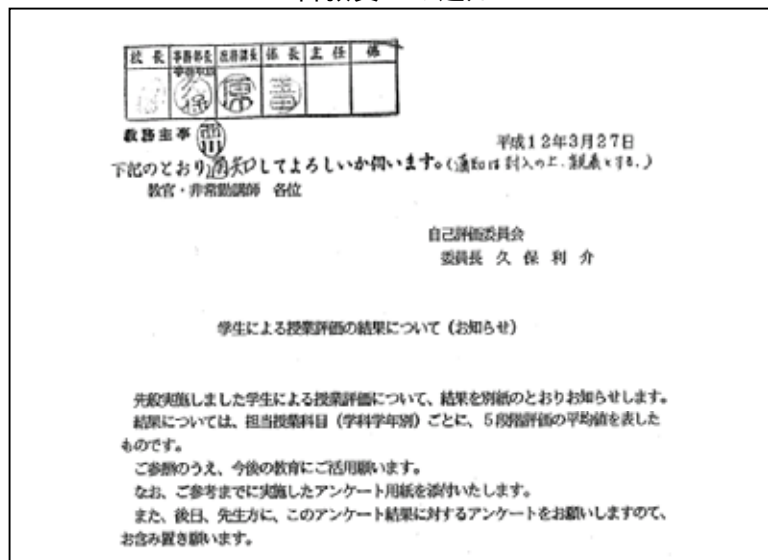 校長 事務部長 庶務課長 係長 主任 係
教務主事
平成12年3月27日
下記のとおり通知してよろしいか伺います。(通知は封入の上、親展とする。)
教官・非常勤講師 各位
自己評価委員会
委員長 久保利介
学生による授業評価の結果について(お知らせ)
先般実施しました学生による授業評価について、結果を別紙のとおりお知らせします。
結果については、担当授業科目(学科学年別)ごとに、5段階評価の平均値を表した
ものです。
ご参酌のうえ、今後の教育にご活用願います。
なお、ご参考までに実施したアンケート用紙を添付いたします。
また、後日、先生方に、このアンケート結果に対するアンケートをお願いしますので、
お含み置き願います。